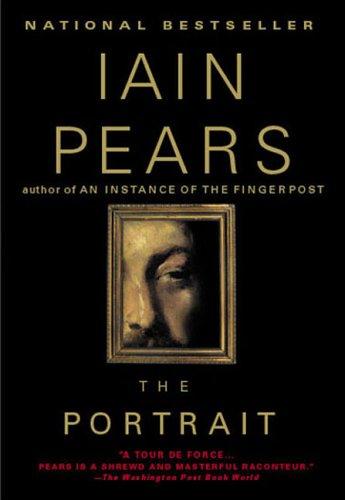 NATIONAL BESTSELLER
IAIN
PEARS
author of AN INSTANCE OF THE FINGERPOST
THE
PORTRAIT
"A TOUR DE FORCE...
PEARS IS A SHREWD AND MASTERFUL RACONTEUR."
—The Washington Post Book World